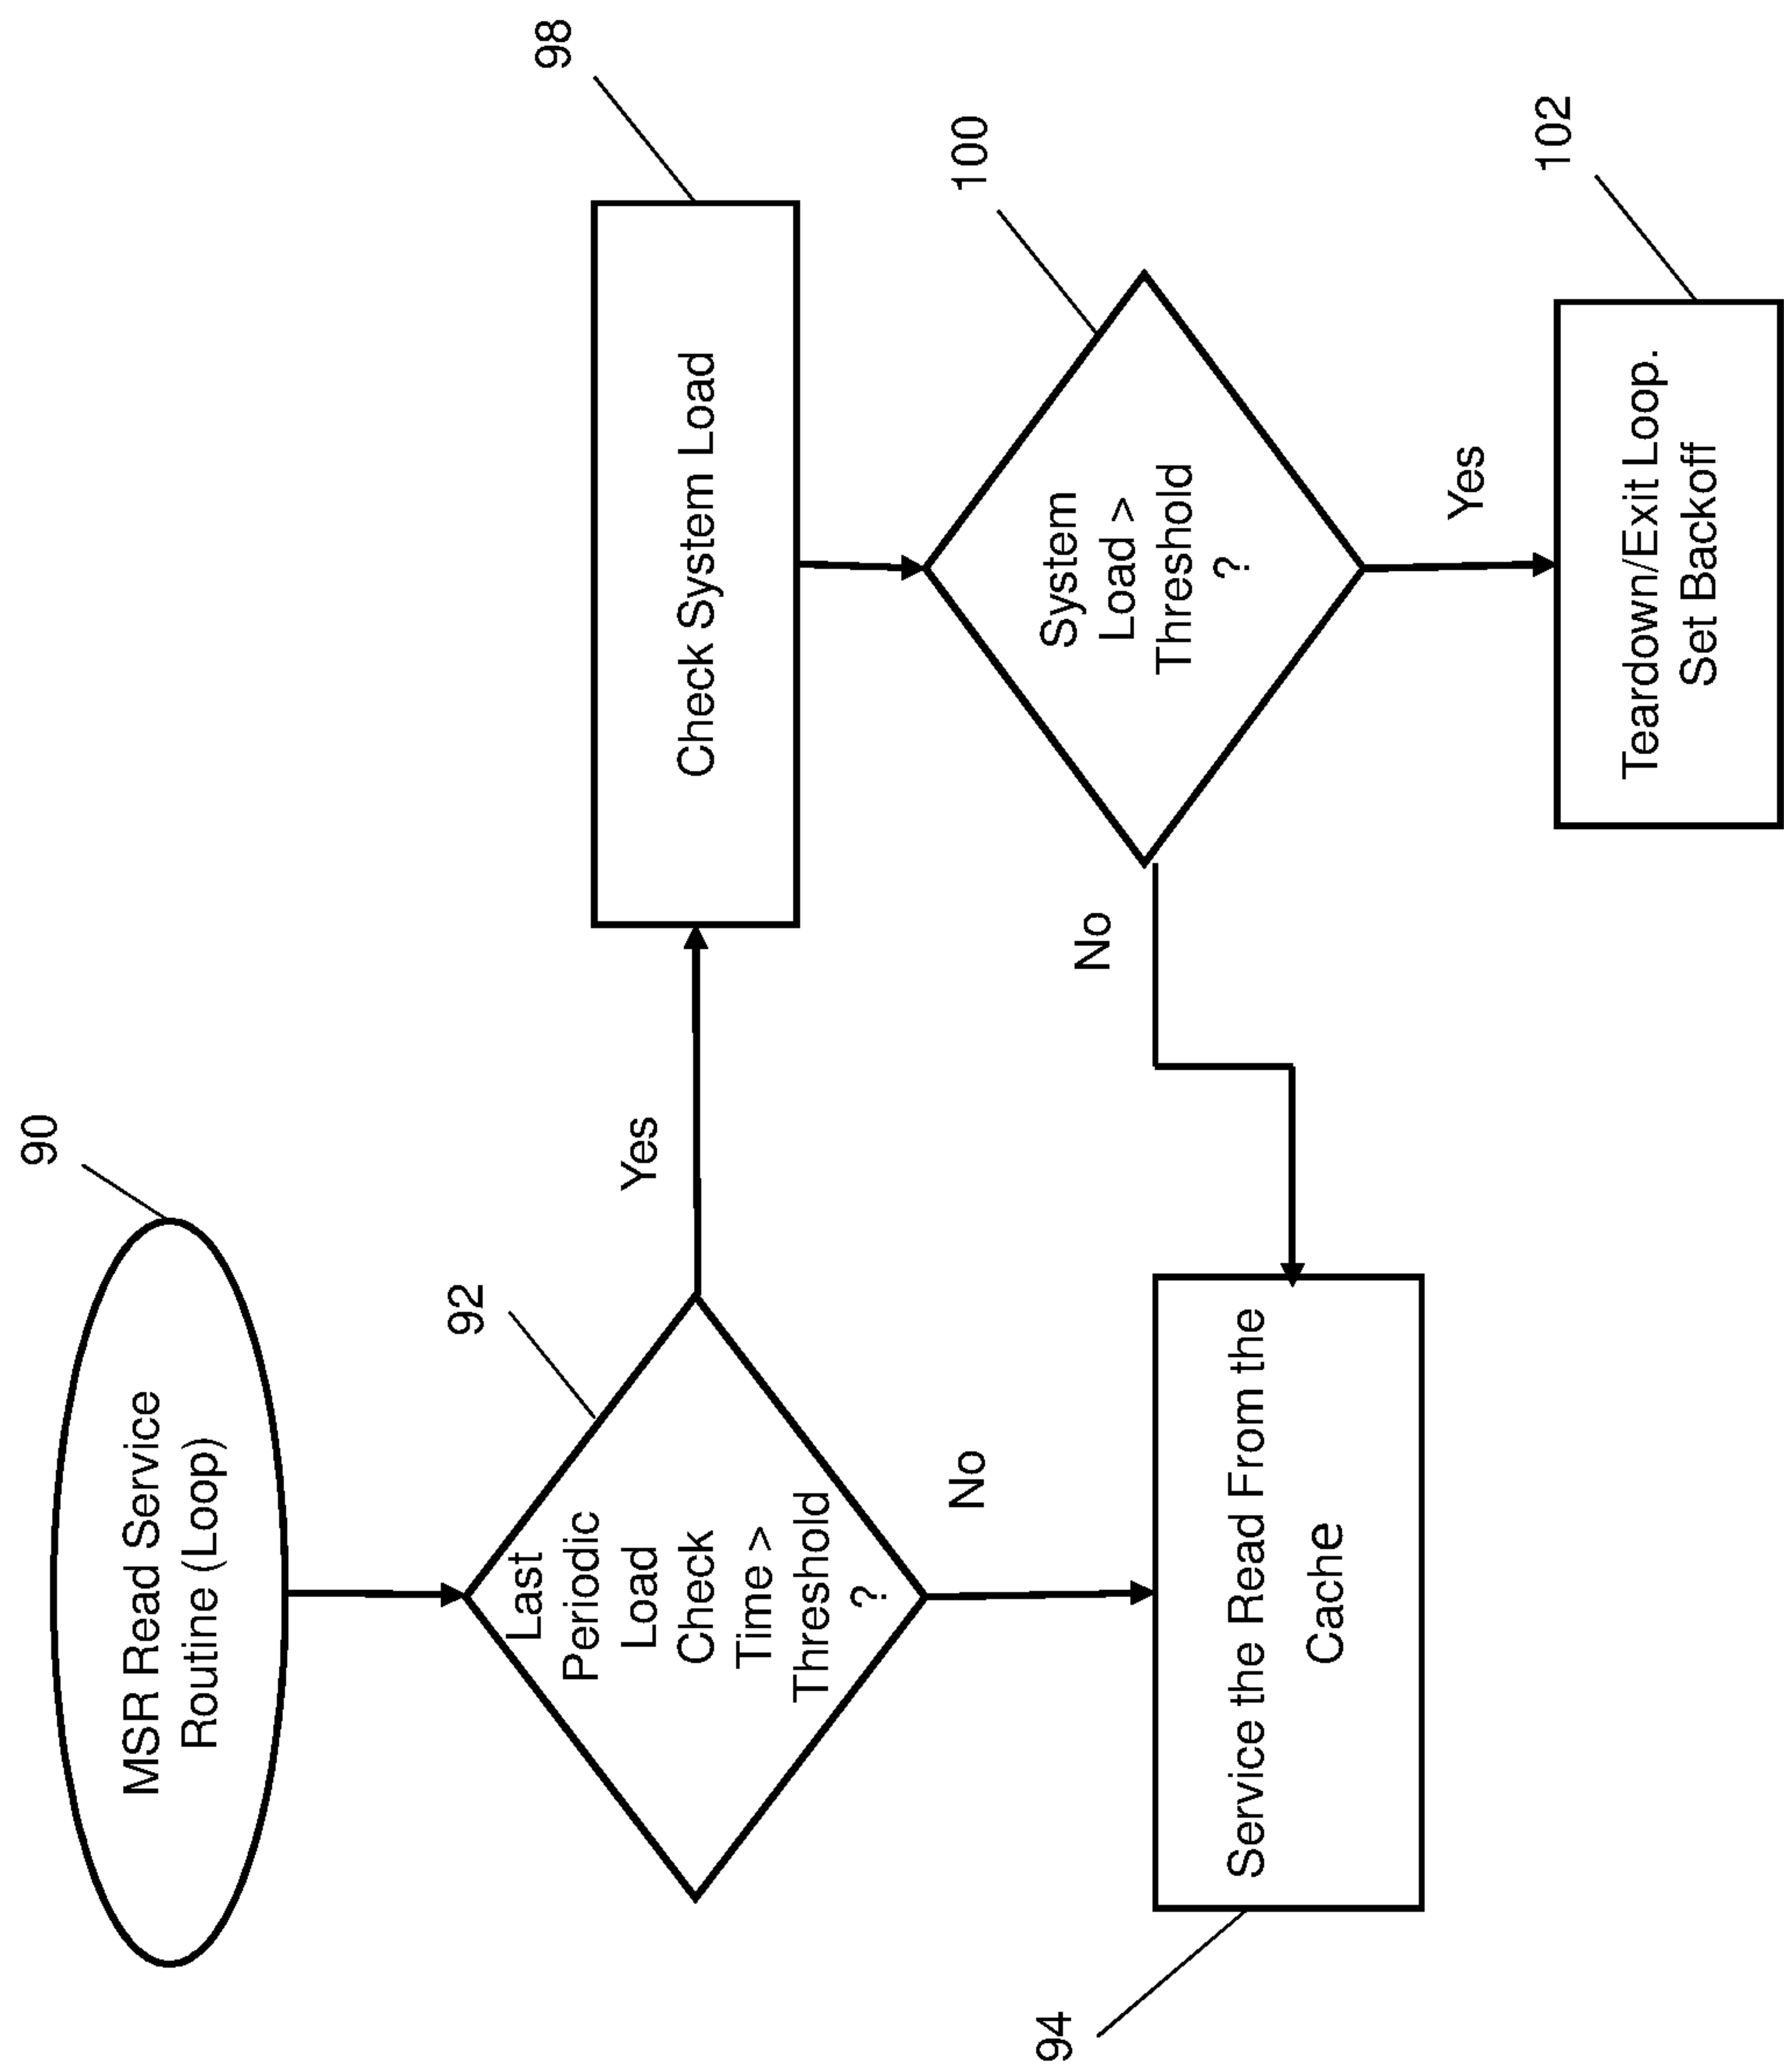 90
MSR Read Service
Routine (Loop)
92
Last
Periodic
Load
Check
Time >
Threshold
?
Yes
No
98
Check System Load
100
System
Load >
Threshold
?
No
Yes
94
Service the Read From the
Cache
102
Teardown/Exit Loop.
Set Backoff